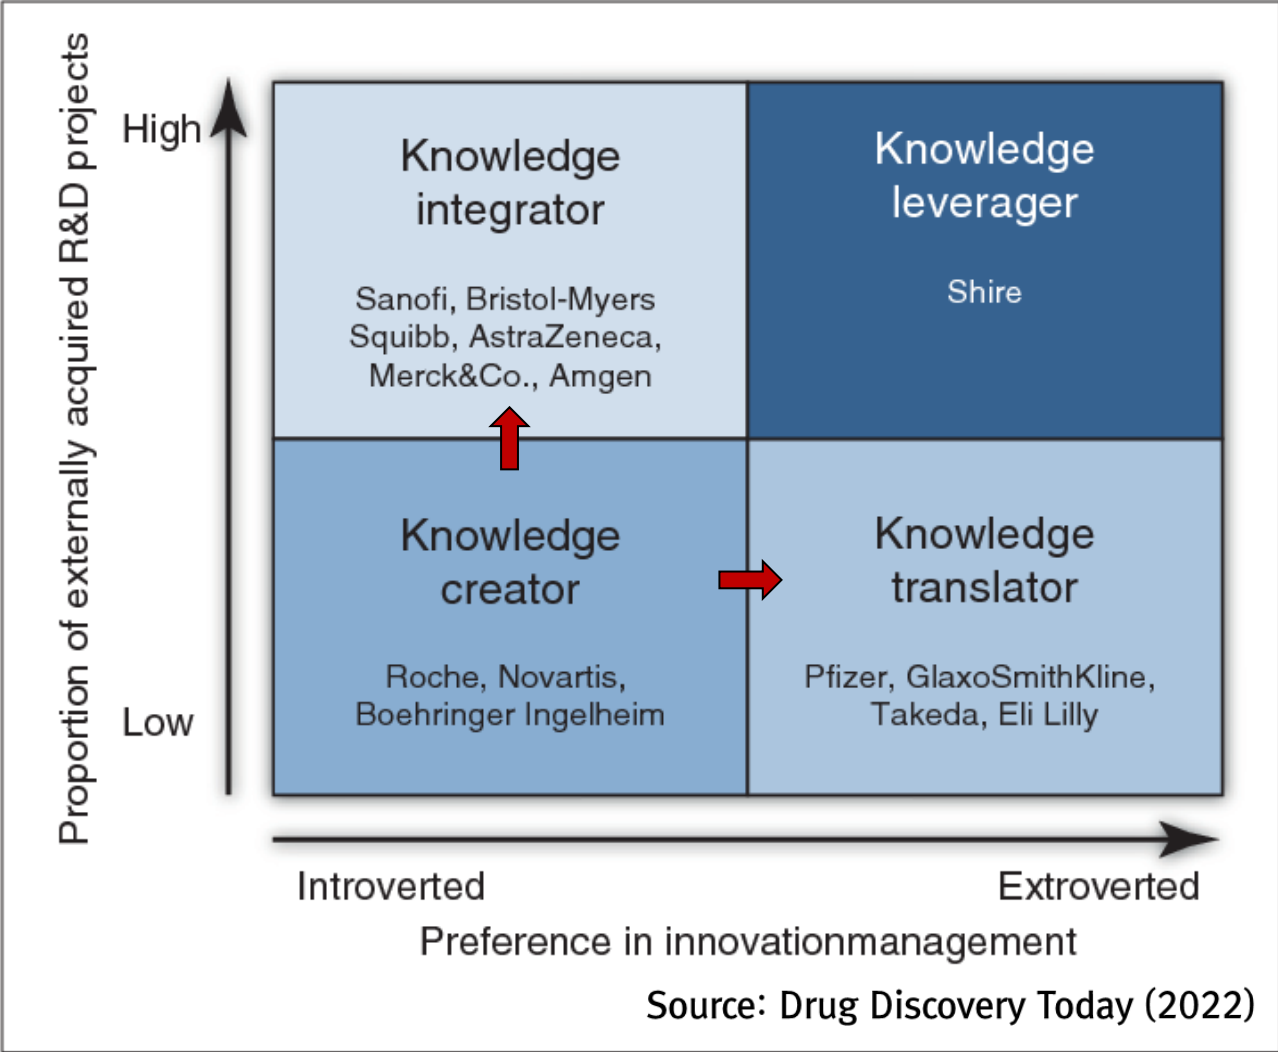 Proportion of externally acquired R&D projects
High
Low
Knowledge
integrator
Sanofi, Bristol-Myers
Squibb, AstraZeneca,
Merck&Co., Amgen
Knowledge
leverager
Shire
Knowledge
creator
Roche, Novartis,
Boehringer Ingelheim
Knowledge
translator
Pfizer, GlaxoSmithKline,
Takeda, Eli Lilly
Introverted
Extroverted
Preference in innovationmanagement
Source: Drug Discovery Today (2022)